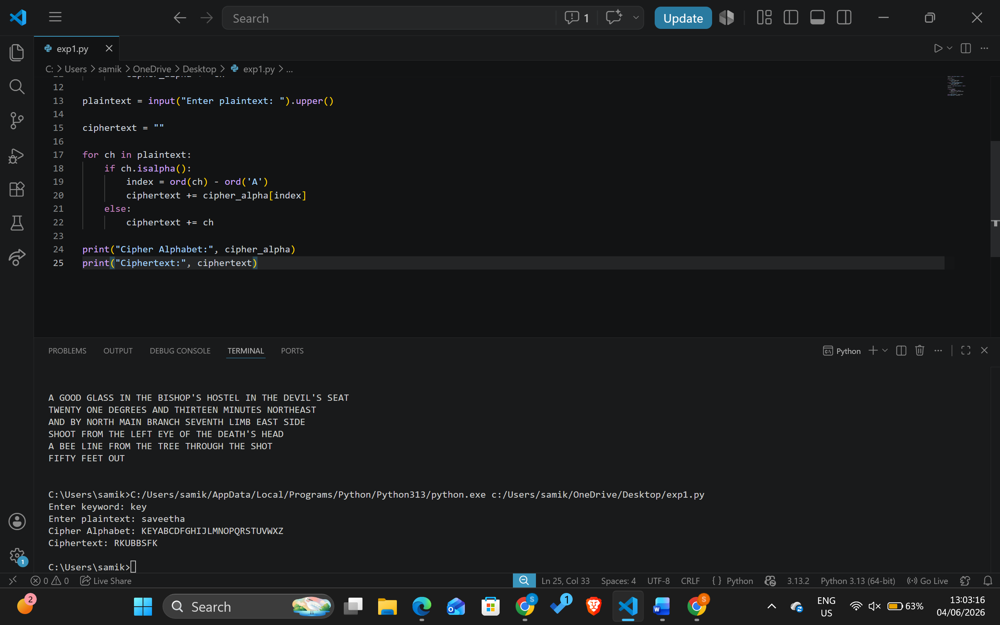 Search
1
Update
exp1.py
C: > Users > samik > OneDrive > Desktop > exp1.py > ...
12
13 plaintext = input("Enter plaintext: ").upper()
14
15 ciphertext = ""
16
17 for ch in plaintext:
18 if ch.isalpha():
19 index = ord(ch) - ord('A')
20 ciphertext += cipher_alpha[index]
21 else:
22 ciphertext += ch
23
24 print("Cipher Alphabet:", cipher_alpha)
25 print("Ciphertext:", ciphertext)
PROBLEMS OUTPUT DEBUG CONSOLE TERMINAL PORTS
Python
A GOOD GLASS IN THE BISHOP'S HOSTEL IN THE DEVIL'S SEAT
TWENTY ONE DEGREES AND THIRTEEN MINUTES NORTHEAST
AND BY NORTH MAIN BRANCH SEVENTH LIMB EAST SIDE
SHOOT FROM THE LEFT EYE OF THE DEATH'S HEAD
A BEE LINE FROM THE TREE THROUGH THE SHOT
FIFTY FEET OUT
C:\Users\samik>C:/Users/samik/AppData/Local/Programs/Python/Python313/python.exe c:/Users/samik/OneDrive/Desktop/exp1.py
Enter keyword: key
Enter plaintext: saveetha
Cipher Alphabet: KEYABCDFGHIJLMNOPQRSTUVWXZ
Ciphertext: RKUBBSFK
C:\Users\samik>
1
0 0 Live Share Ln 25, Col 33 Spaces: 4 UTF-8 CRLF { } Python 3.13.2 Python 3.13 (64-bit) Go Live
2 Search S 1 S ENG 63% 13:03:16
US 04/06/2026